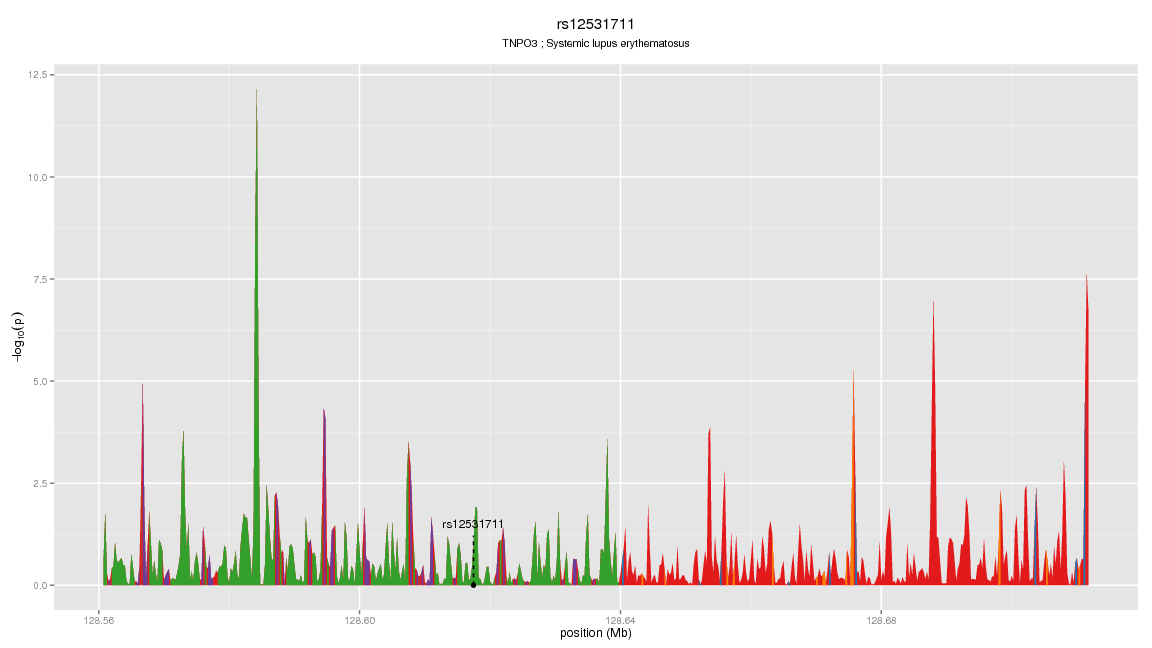 rs12531711
TNPO3 ; Systemic lupus erythematosus
12.5
10.0
7.5
5.0
2.5
0.0
−log10(p)
rs12531711
128.56
128.60
128.64
128.68
position (Mb)